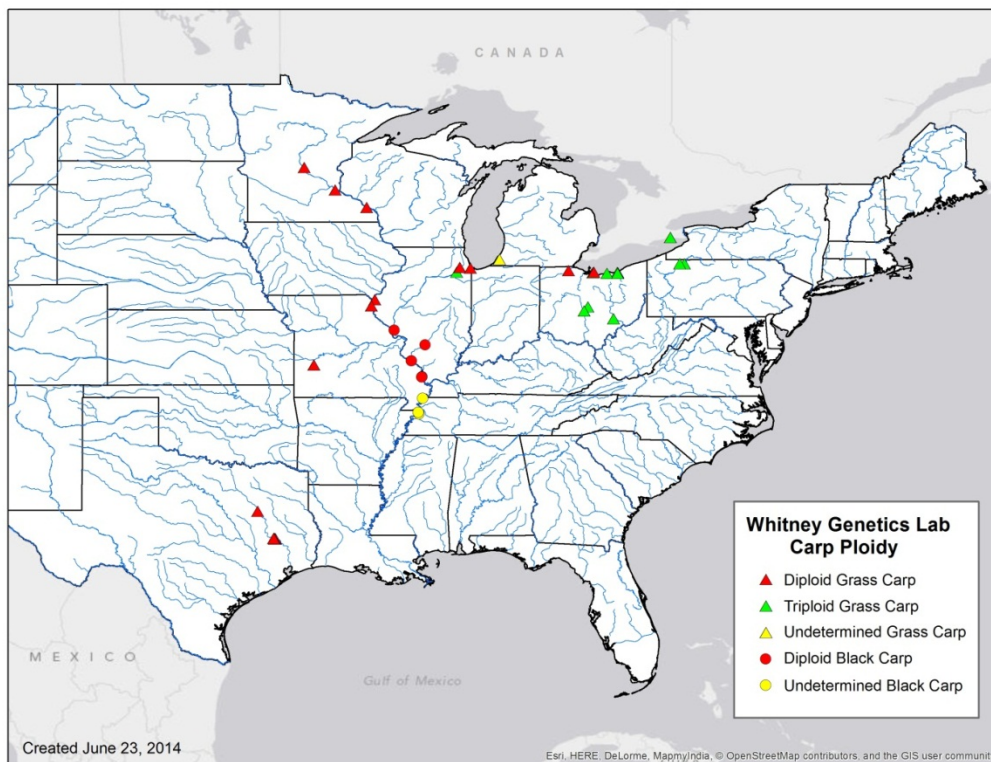 CANADA
MEXICO
Gulf of Mexico
Whitney Genetics Lab
Carp Ploidy
Diploid Grass Carp
Triploid Grass Carp
Undetermined Grass Carp
Diploid Black Carp
Undetermined Black Carp
Created June 23, 2014
Esri, HERE, DeLorme, MapmyIndia, © OpenStreetMap contributors, and the GIS user communit